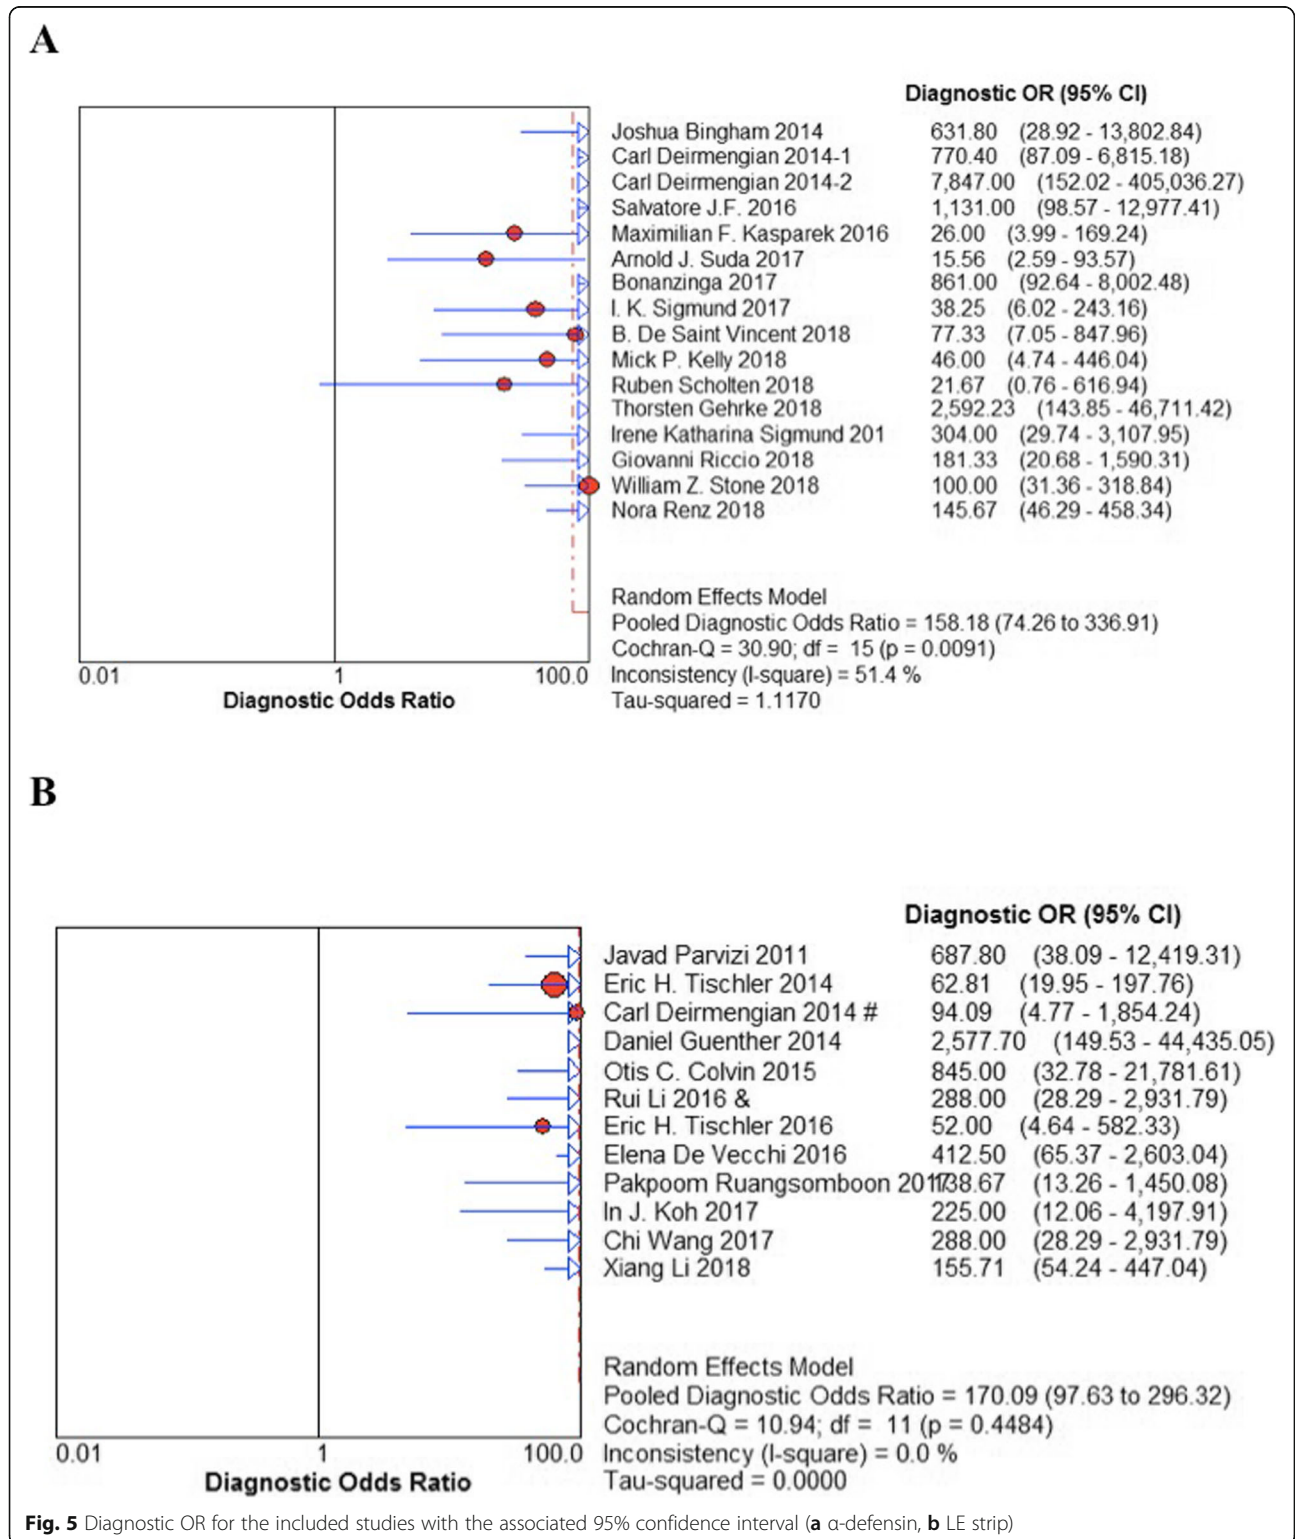 A
Diagnostic OR (95% CI)
Joshua Bingham 2014 631.80 (28.92 - 13,802.84)
Carl Deirmengian 2014-1 770.40 (87.09 - 6,815.18)
Carl Deirmengian 2014-2 7,847.00 (152.02 - 405,036.27)
Salvatore J.F. 2016 1,131.00 (98.57 - 12,977.41)
Maximilian F. Kasparek 2016 26.00 (3.99 - 169.24)
Arnold J. Suda 2017 15.56 (2.59 - 93.57)
Bonanzinga 2017 861.00 (92.64 - 8,002.48)
I. K. Sigmund 2017 38.25 (6.02 - 243.16)
B. De Saint Vincent 2018 77.33 (7.05 - 847.96)
Mick P. Kelly 2018 46.00 (4.74 - 446.04)
Ruben Scholten 2018 21.67 (0.76 - 616.94)
Thorsten Gehrke 2018 2,592.23 (143.85 - 46,711.42)
Irene Katharina Sigmund 201 304.00 (29.74 - 3,107.95)
Giovanni Riccio 2018 181.33 (20.68 - 1,590.31)
William Z. Stone 2018 100.00 (31.36 - 318.84)
Nora Renz 2018 145.67 (46.29 - 458.34)
Random Effects Model
Pooled Diagnostic Odds Ratio = 158.18 (74.26 to 336.91)
Cochran-Q = 30.90; df = 15 (p = 0.0091)
Inconsistency (I-square) = 51.4 %
Tau-squared = 1.1170
0.01 1 100.0
Diagnostic Odds Ratio
B
Diagnostic OR (95% CI)
Javad Parvizi 2011 687.80 (38.09 - 12,419.31)
Eric H. Tischler 2014 62.81 (19.95 - 197.76)
Carl Deirmengian 2014 # 94.09 (4.77 - 1,854.24)
Daniel Guenther 2014 2,577.70 (149.53 - 44,435.05)
Otis C. Colvin 2015 845.00 (32.78 - 21,781.61)
Rui Li 2016 & 288.00 (28.29 - 2,931.79)
Eric H. Tischler 2016 52.00 (4.64 - 582.33)
Elena De Vecchi 2016 412.50 (65.37 - 2,603.04)
Pakpoom Ruangsomboon 2017 138.67 (13.26 - 1,450.08)
In J. Koh 2017 225.00 (12.06 - 4,197.91)
Chi Wang 2017 288.00 (28.29 - 2,931.79)
Xiang Li 2018 155.71 (54.24 - 447.04)
Random Effects Model
Pooled Diagnostic Odds Ratio = 170.09 (97.63 to 296.32)
Cochran-Q = 10.94; df = 11 (p = 0.4484)
Inconsistency (I-square) = 0.0 %
Tau-squared = 0.0000
0.01 1 100.0
Diagnostic Odds Ratio
Fig. 5 Diagnostic OR for the included studies with the associated 95% confidence interval (a α-defensin, b LE strip)